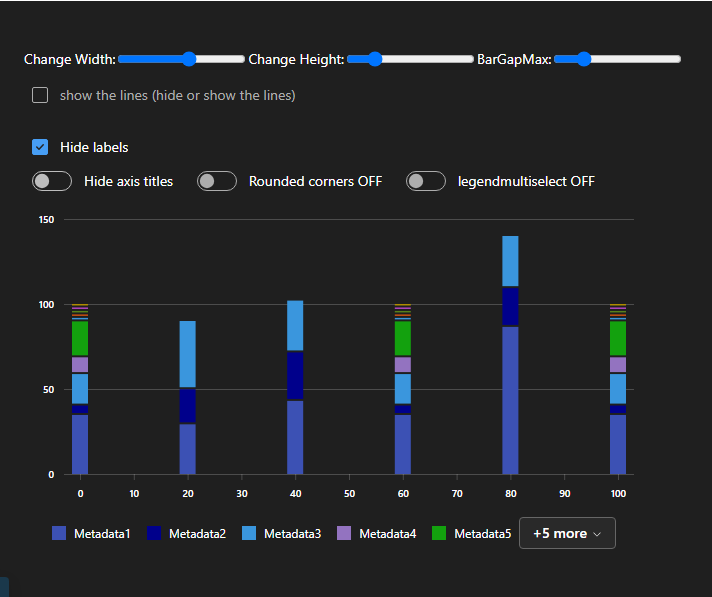 Change Width: Change Height: BarGapMax:
show the lines (hide or show the lines)
Hide labels
Hide axis titles Rounded corners OFF legendmultiselect OFF
150
100
50
0
0 10 20 30 40 50 60 70 80 90 100
Metadata1 Metadata2 Metadata3 Metadata4 Metadata5 +5 more